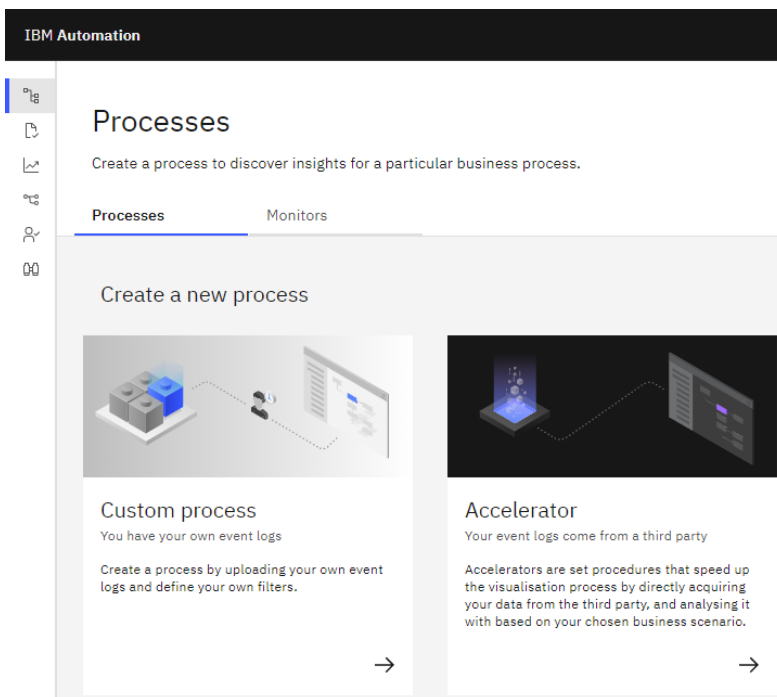 IBM Automation
Processes
Create a process to discover insights for a particular business process.
Processes
Monitors
Create a new process
Custom process
You have your own event logs
Create a process by uploading your own event
logs and define your own filters.
Accelerator
Your event logs come from a third party
Accelerators are set procedures that speed up
the visualisation process by directly acquiring
your data from the third party, and analysing it
with based on your chosen business scenario.